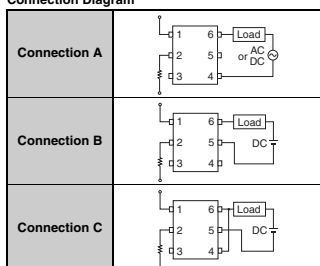 Connection Diagram
Connection A
1 6 Load
2 5 or AC DC
3 4
Connection B
1 6 Load
2 5 DC
3 4
Connection C
1 6 Load
2 5 DC
3 4